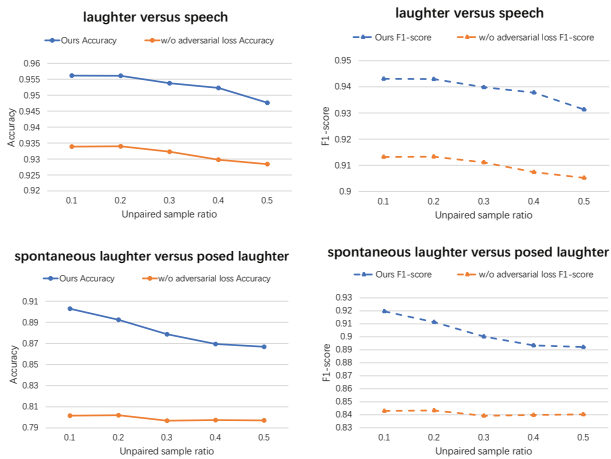 laughter versus speech
Ours Accuracy w/o adversarial loss Accuracy
0.96
0.955
0.95
0.945
0.94
0.935
0.93
0.925
0.92
Accuracy
0.1 0.2 0.3 0.4 0.5
Unpaired sample ratio
laughter versus speech
Ours F1-score w/o adversarial loss F1-score
0.95
0.94
0.93
0.92
0.91
0.9
F1-score
0.1 0.2 0.3 0.4 0.5
Unpaired sample ratio
spontaneous laughter versus posed laughter
Ours Accuracy w/o adversarial loss Accuracy
0.91
0.89
0.87
0.85
0.83
0.81
0.79
Accuracy
0.1 0.2 0.3 0.4 0.5
Unpaired sample ratio
spontaneous laughter versus posed laughter
Ours F1-score w/o adversarial loss F1-score
0.93
0.92
0.91
0.9
0.89
0.88
0.87
0.86
0.85
0.84
0.83
F1-score
0.1 0.2 0.3 0.4 0.5
Unpaired sample ratio